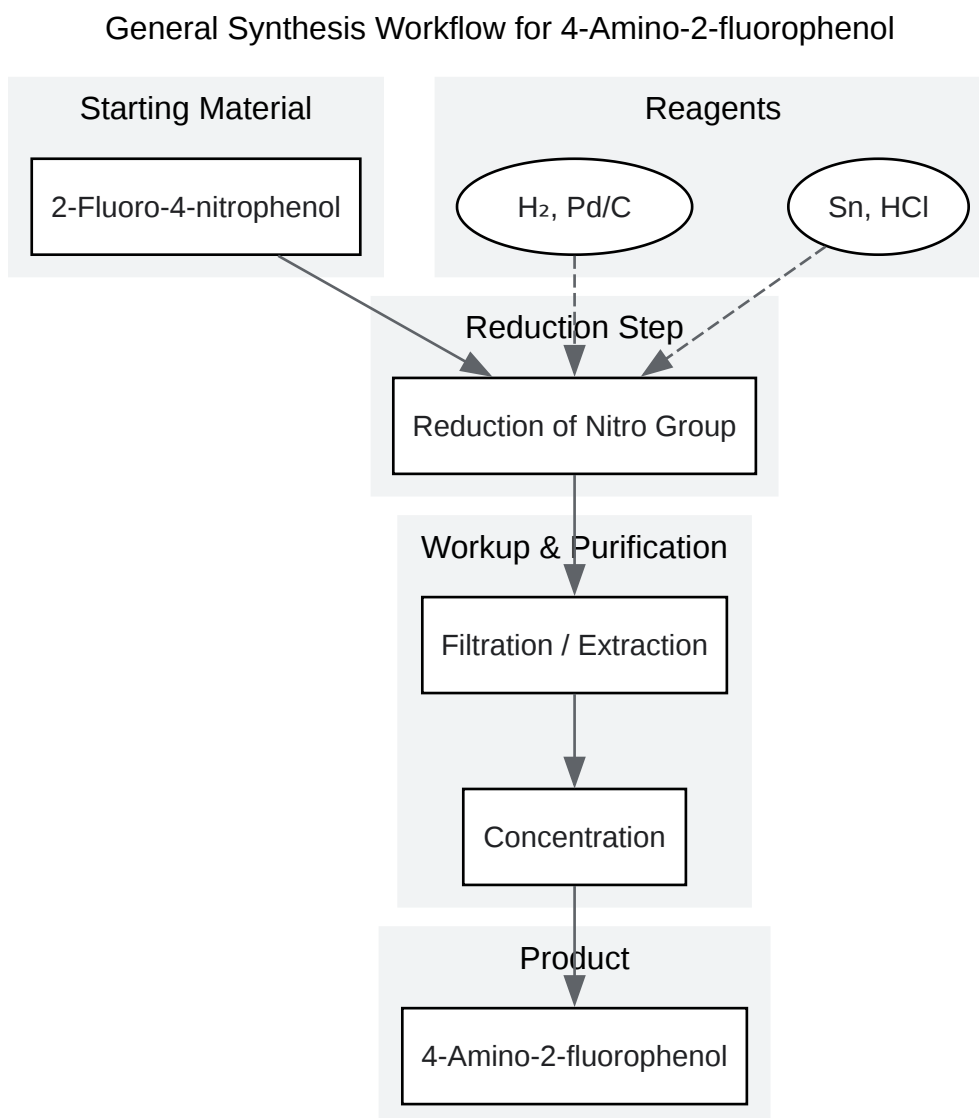 General Synthesis Workflow for 4-Amino-2-fluorophenol
Starting Material
Reagents
2-Fluoro-4-nitrophenol
H₂, Pd/C
Sn, HCl
Reduction Step
Reduction of Nitro Group
Workup & Purification
Filtration / Extraction
Concentration
Product
4-Amino-2-fluorophenol